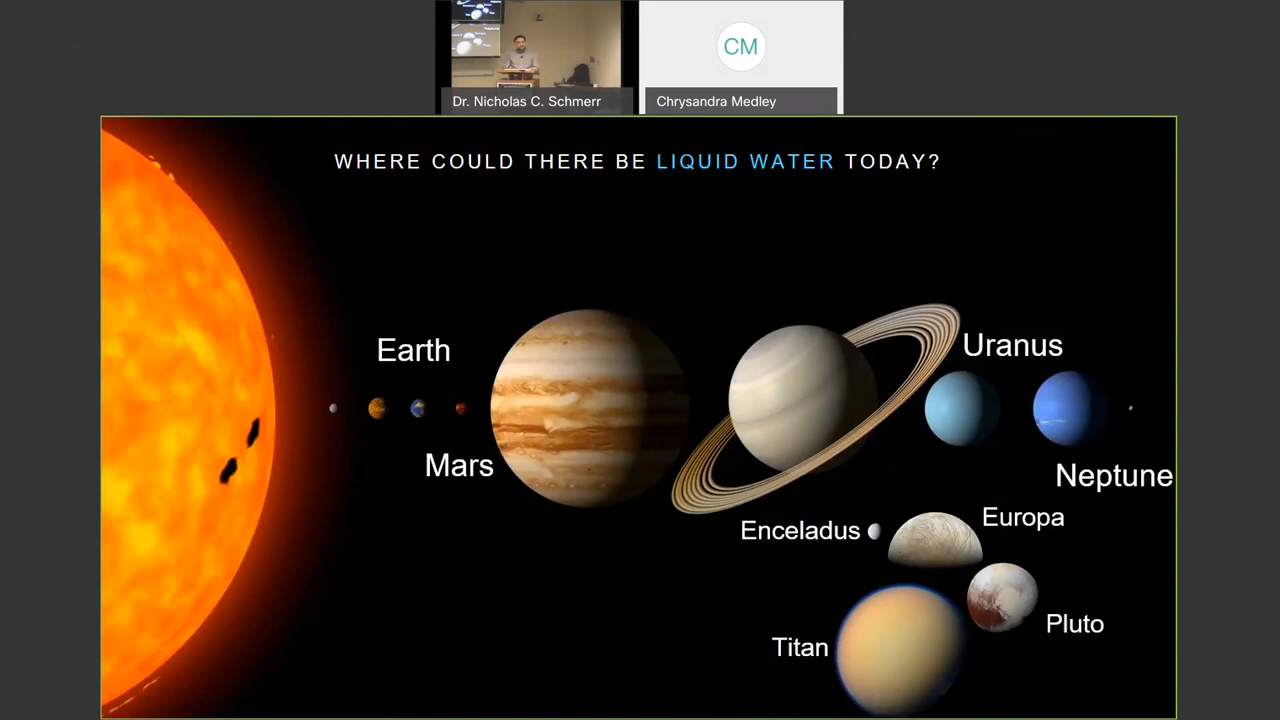 CM
Dr. Nicholas C. Schmerr
Chrysandra Medley
WHERE COULD THERE BE LIQUID WATER TODAY?
Earth
Uranus
Mars
Neptune
Enceladus
Europa
Pluto
Titan